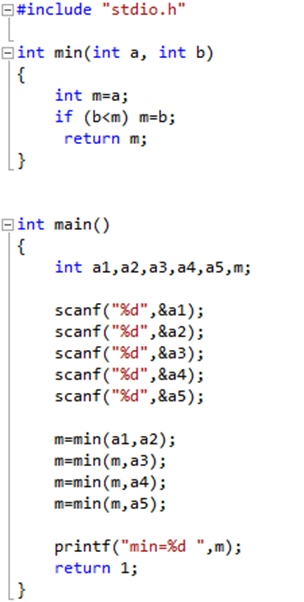 #include "stdio.h"
int min(int a, int b)
{
int m=a;
if (b<m) m=b;
return m;
}
int main()
{
int a1,a2,a3,a4,a5,m;
scanf("%d",&a1);
scanf("%d",&a2);
scanf("%d",&a3);
scanf("%d",&a4);
scanf("%d",&a5);
m=min(a1,a2);
m=min(m,a3);
m=min(m,a4);
m=min(m,a5);
printf("min=%d ",m);
return 1;
}